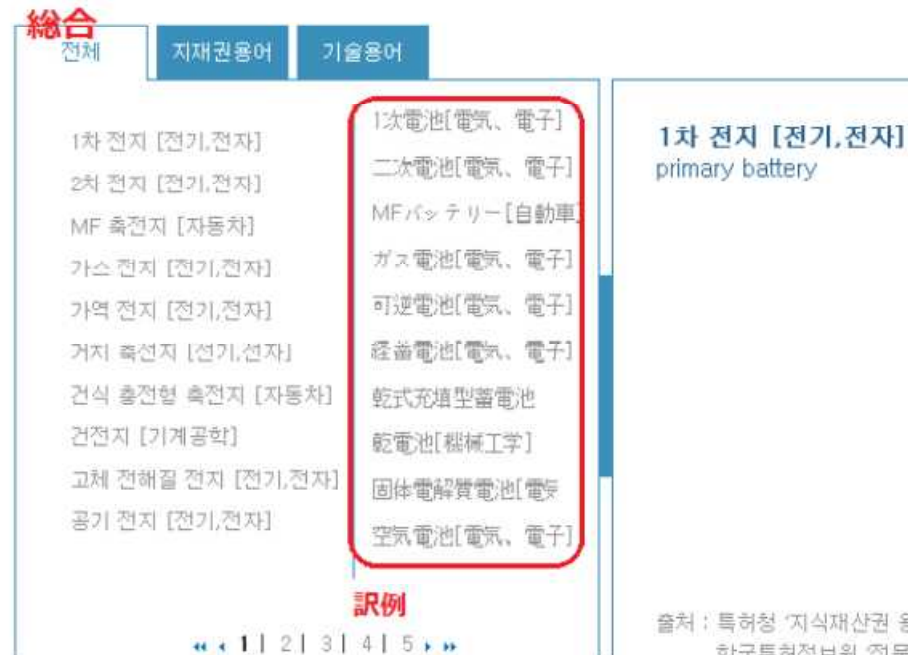 総合
전체 지재권용어 기술용어
1차 전지 [전기,전자]
2차 전지 [전기,전자]
MF 축전지 [자동차]
가스 전지 [전기,전자]
가역 전지 [전기,전자]
거치 축전지 [전기,전자]
건식 충전형 축전지 [자동차]
건전지 [기계공학]
고체 전해질 전지 [전기,전자]
공기 전지 [전기,전자]
1次電池[電気、電子]
二次電池[電気、電子]
MFバッテリー[自動車]
ガス電池[電気、電子]
可逆電池[電気、電子]
電池[電気、電子]
乾式充填型蓄電池
乾電池[機械工学]
固体電解質電池[電気
空気電池[電気、電子]
訳例
1 | 2 | 3 | 4 | 5
1차 전지 [전기,전자]
primary battery
출처 : 특허청 '지식재산권 용
한국특허정보원